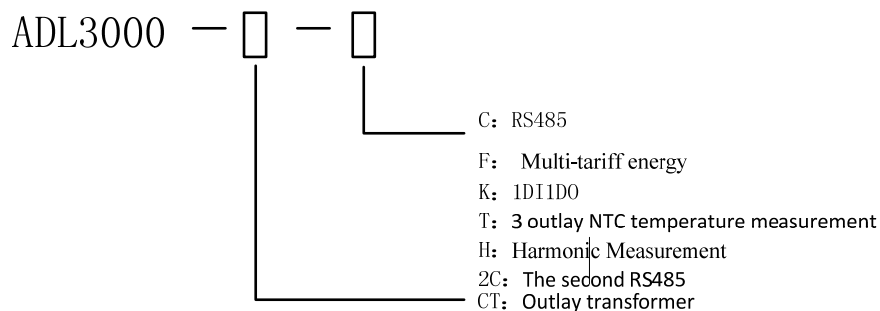 ADL3000 — □ — □
C： RS485
F： Multi-tariff energy
K： 1DI1DO
T： 3 outlay NTC temperature measurement
H： Harmonic Measurement
2C： The second RS485
CT： Outlay transformer